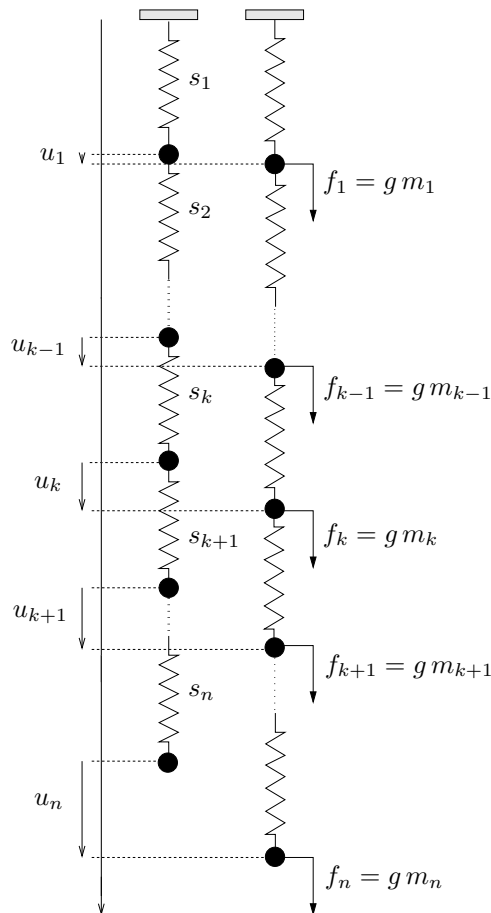 s_1
u_1
f_1 = g m_1
s_2
u_{k−1}
f_{k−1} = g m_{k−1}
s_k
u_k
s_{k+1}
f_k = g m_k
u_{k+1}
f_{k+1} = g m_{k+1}
s_n
u_n
f_n = g m_n